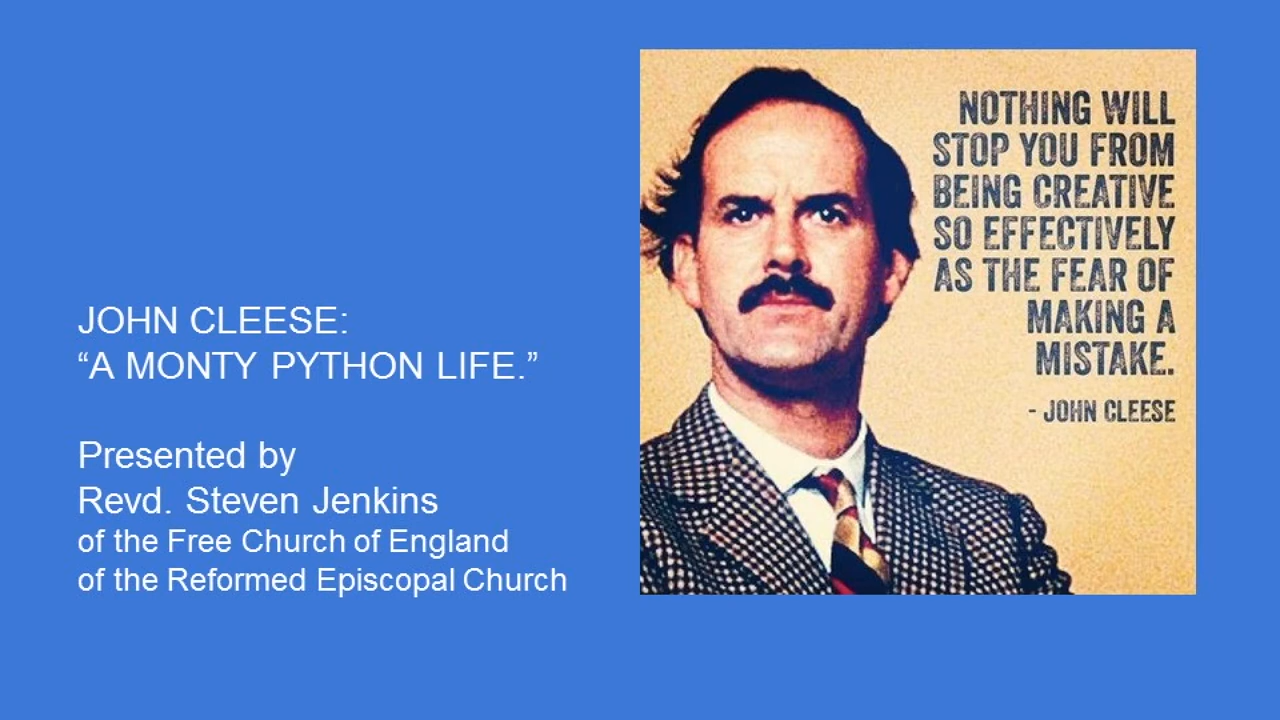 JOHN CLEESE:
“A MONTY PYTHON LIFE.”
Presented by
Revd. Steven Jenkins
of the Free Church of England
of the Reformed Episcopal Church
NOTHING WILL
STOP YOU FROM
BEING CREATIVE
SO EFFECTIVELY
AS THE FEAR OF
MAKING A
MISTAKE.
- JOHN CLEESE